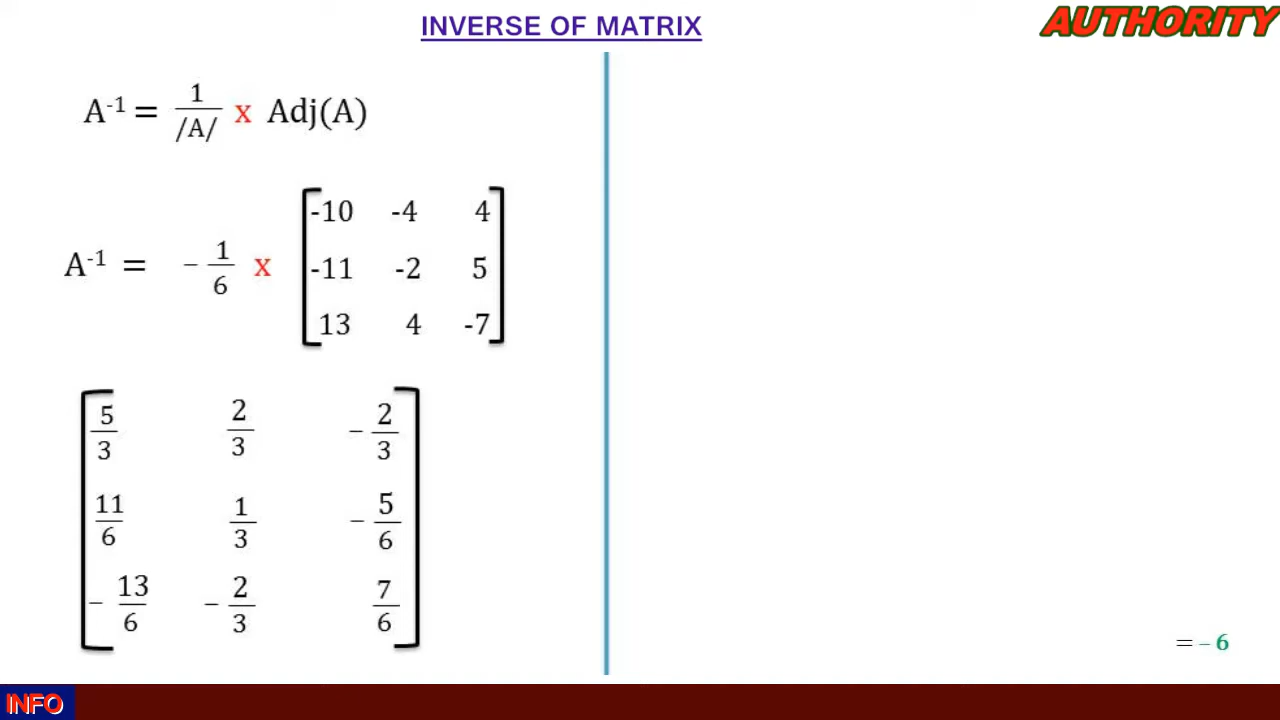 INVERSE OF MATRIX
AUTHORITY
A⁻¹ = 1//A/ x Adj(A)
A⁻¹ = – 1/6 x [-10 -4 4
-11 -2 5
13 4 -7]
[5/3 2/3 – 2/3
11/6 1/3 – 5/6
– 13/6 – 2/3 7/6]
= – 6
INFO